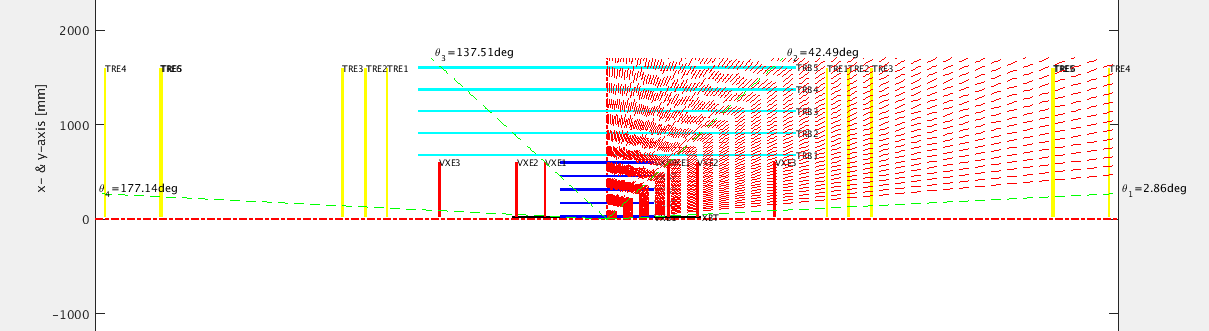 2000
θ3=137.51deg
θ2=42.49deg
TRE4
TRE5
TRE3
TRE2
TRE1
TRB5
TRE1
TRE2
TRE3
TRE5
TRE4
TRB4
x- & y-axis [mm]
TRB3
1000
TRB2
TRB1
VXE3
VXE2
VXE1
VXE1
VXE2
VXE3
θ4=177.14deg
θ1=2.86deg
0
-1000